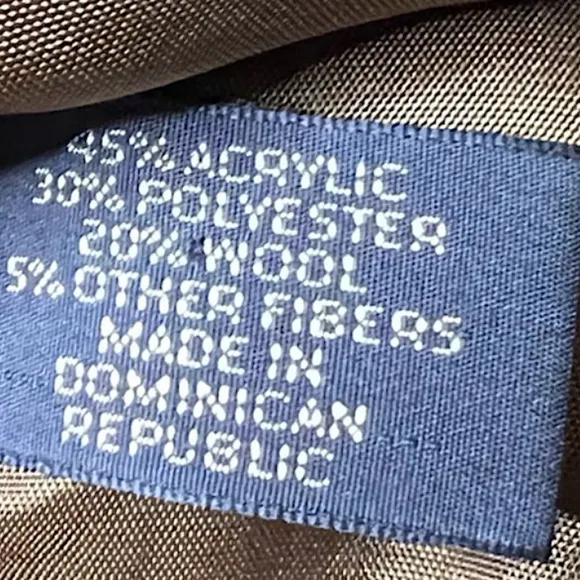 45% ACRYLIC
30% POLYESTER
20% WOOL
5% OTHER FIBERS
MADE IN
DOMINICAN
REPUBLIC